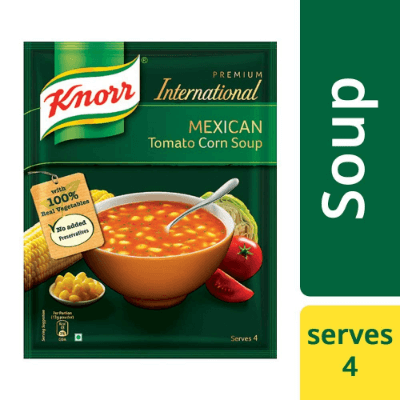 Knorr®
PREMIUM
International
MEXICAN
Tomato Corn Soup
with
100%
Real Vegetables
No added
Preservatives
Serves 4
Soup
serves
4